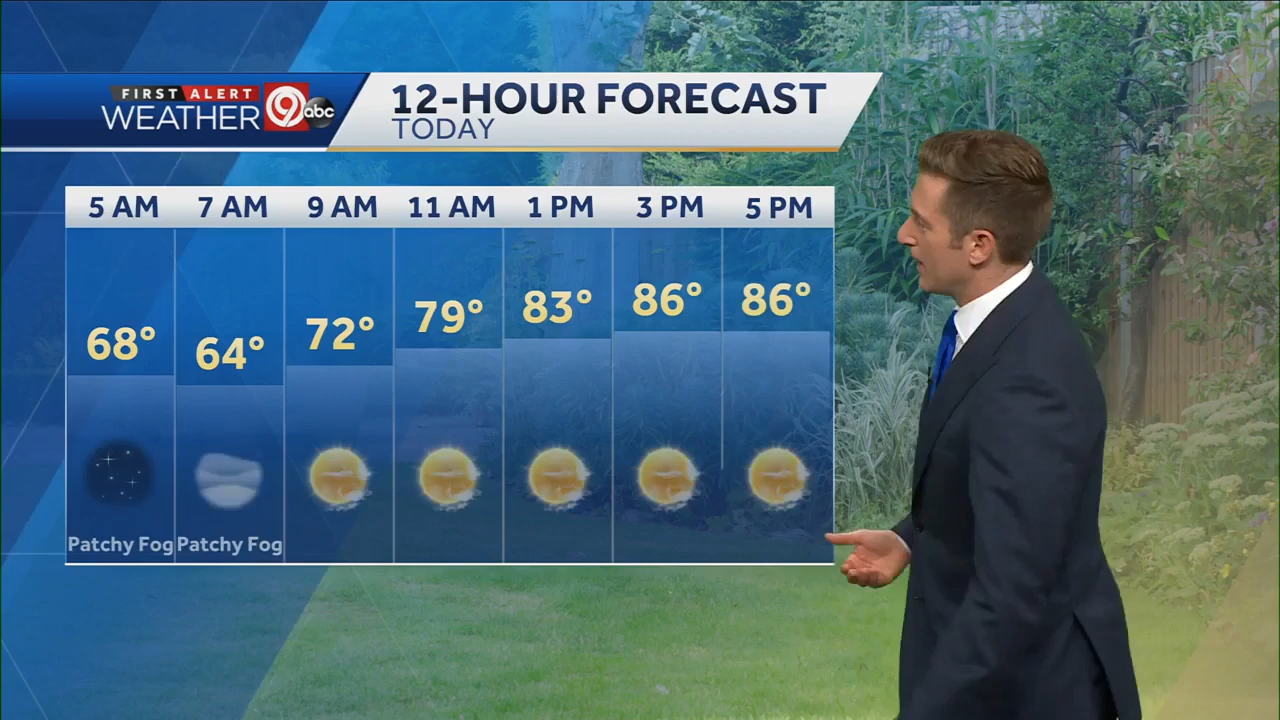 FIRST ALERT
WEATHER 9 abc
12-HOUR FORECAST
TODAY
5 AM 7 AM 9 AM 11 AM 1 PM 3 PM 5 PM
68° 64° 72° 79° 83° 86° 86°
Patchy Fog Patchy Fog